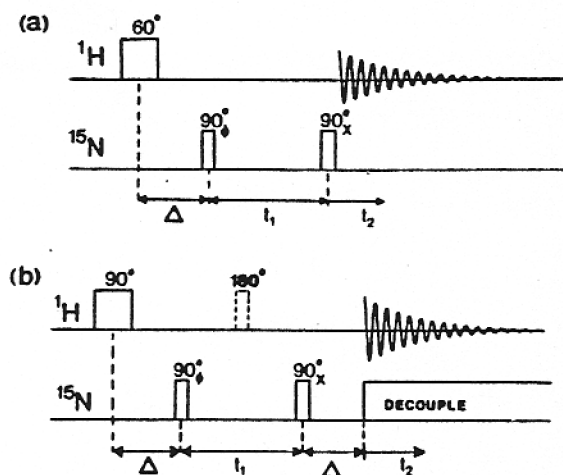 (a)
60°
¹H
90°ϕ 90°x
¹⁵N
Δ t₁ t₂
(b)
90° 180°
¹H
90°ϕ 90°x
¹⁵N DECOUPLE
Δ t₁ Δ t₂